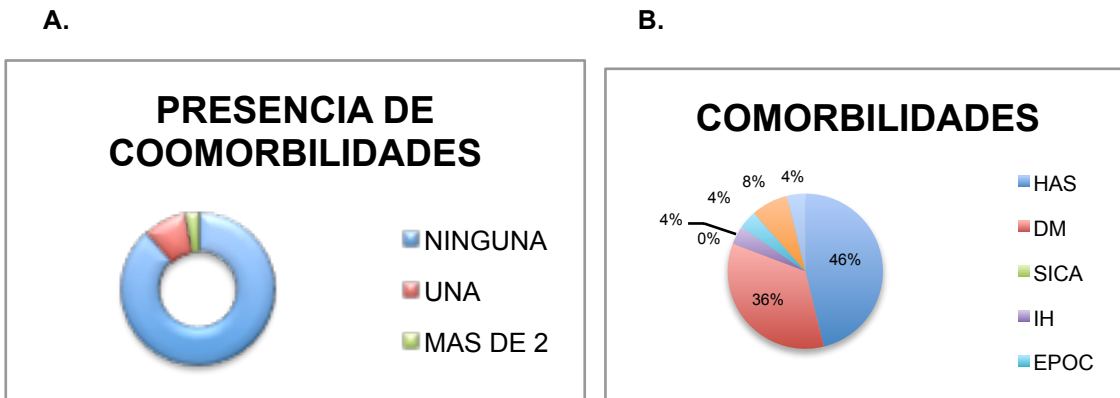 A.
B.
PRESENCIA DE
COOMORBILIDADES
NINGUNA
UNA
MAS DE 2
COMORBILIDADES
4%
8%
4%
4%
0%
46%
36%
HAS
DM
SICA
IH
EPOC